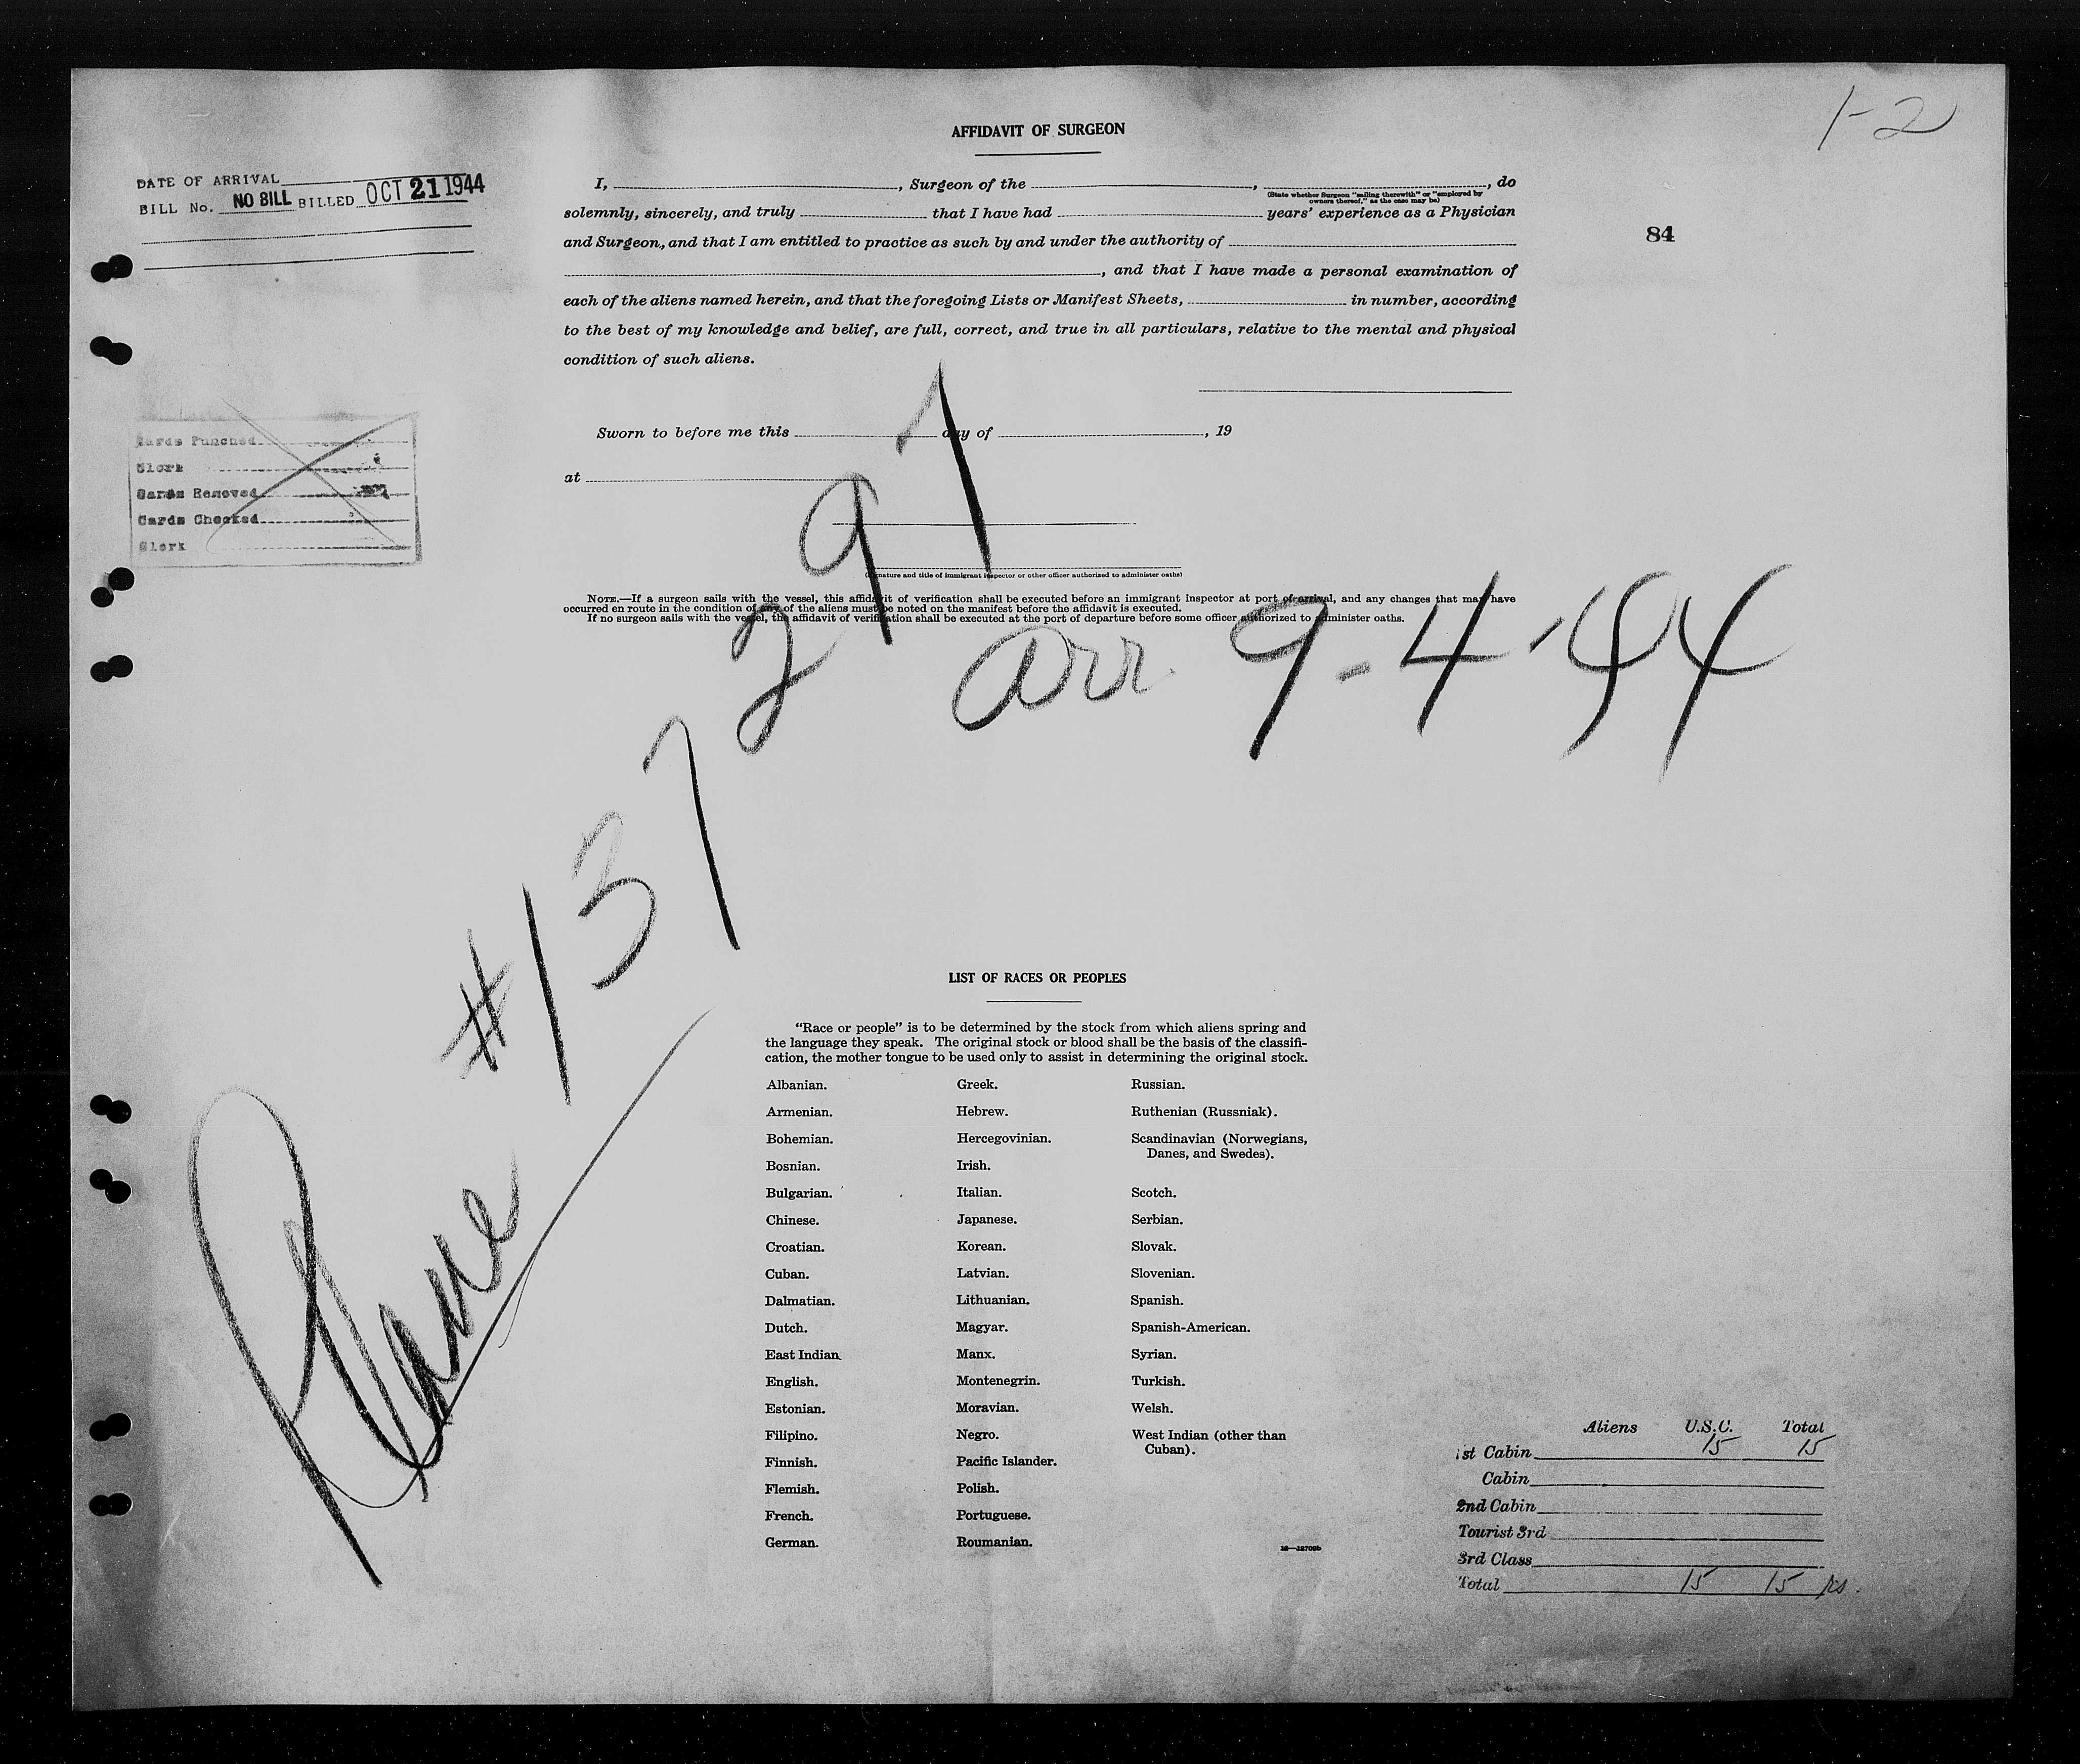 1-2
AFFIDAVIT OF SURGEON
DATE OF ARRIVAL
BILL No. NO BILL BILLED OCT 21 1944
84
I, , Surgeon of the , , do
(State whether Surgeon "sailing therewith" or "employed by
owners thereof," as the case may be)
solemnly, sincerely, and truly that I have had years' experience as a Physician
and Surgeon, and that I am entitled to practice as such by and under the authority of
, and that I have made a personal examination of
each of the aliens named herein, and that the foregoing Lists or Manifest Sheets, in number, according
to the best of my knowledge and belief, are full, correct, and true in all particulars, relative to the mental and physical
condition of such aliens.
Cards Punched
Clerk
Cards Removed
Cards Checked
Clerk
Sworn to before me this day of , 19
at
(Signature and title of immigrant inspector or other officer authorized to administer oaths)
NOTE.—If a surgeon sails with the vessel, this affidavit of verification shall be executed before an immigrant inspector at port of arrival, and any changes that may have
occurred en route in the condition of any of the aliens must be noted on the manifest before the affidavit is executed.
If no surgeon sails with the vessel, the affidavit of verification shall be executed at the port of departure before some officer authorized to administer oaths.
arr. 9-4-44
Plane #137297
LIST OF RACES OR PEOPLES
"Race or people" is to be determined by the stock from which aliens spring and
the language they speak. The original stock or blood shall be the basis of the classifi-
cation, the mother tongue to be used only to assist in determining the original stock.
Albanian. Greek. Russian.
Armenian. Hebrew. Ruthenian (Russniak).
Bohemian. Hercegovinian. Scandinavian (Norwegians,
Danes, and Swedes).
Bosnian. Irish.
Bulgarian. Italian. Scotch.
Chinese. Japanese. Serbian.
Croatian. Korean. Slovak.
Cuban. Latvian. Slovenian.
Dalmatian. Lithuanian. Spanish.
Dutch. Magyar. Spanish-American.
East Indian. Manx. Syrian.
English. Montenegrin. Turkish.
Estonian. Moravian. Welsh.
Filipino. Negro. West Indian (other than
Cuban).
Finnish. Pacific Islander.
Flemish. Polish.
French. Portuguese.
German. Roumanian.
Aliens U.S.C. Total
1st Cabin 15 15
Cabin
2nd Cabin
Tourist 3rd
3rd Class
Total 15 15